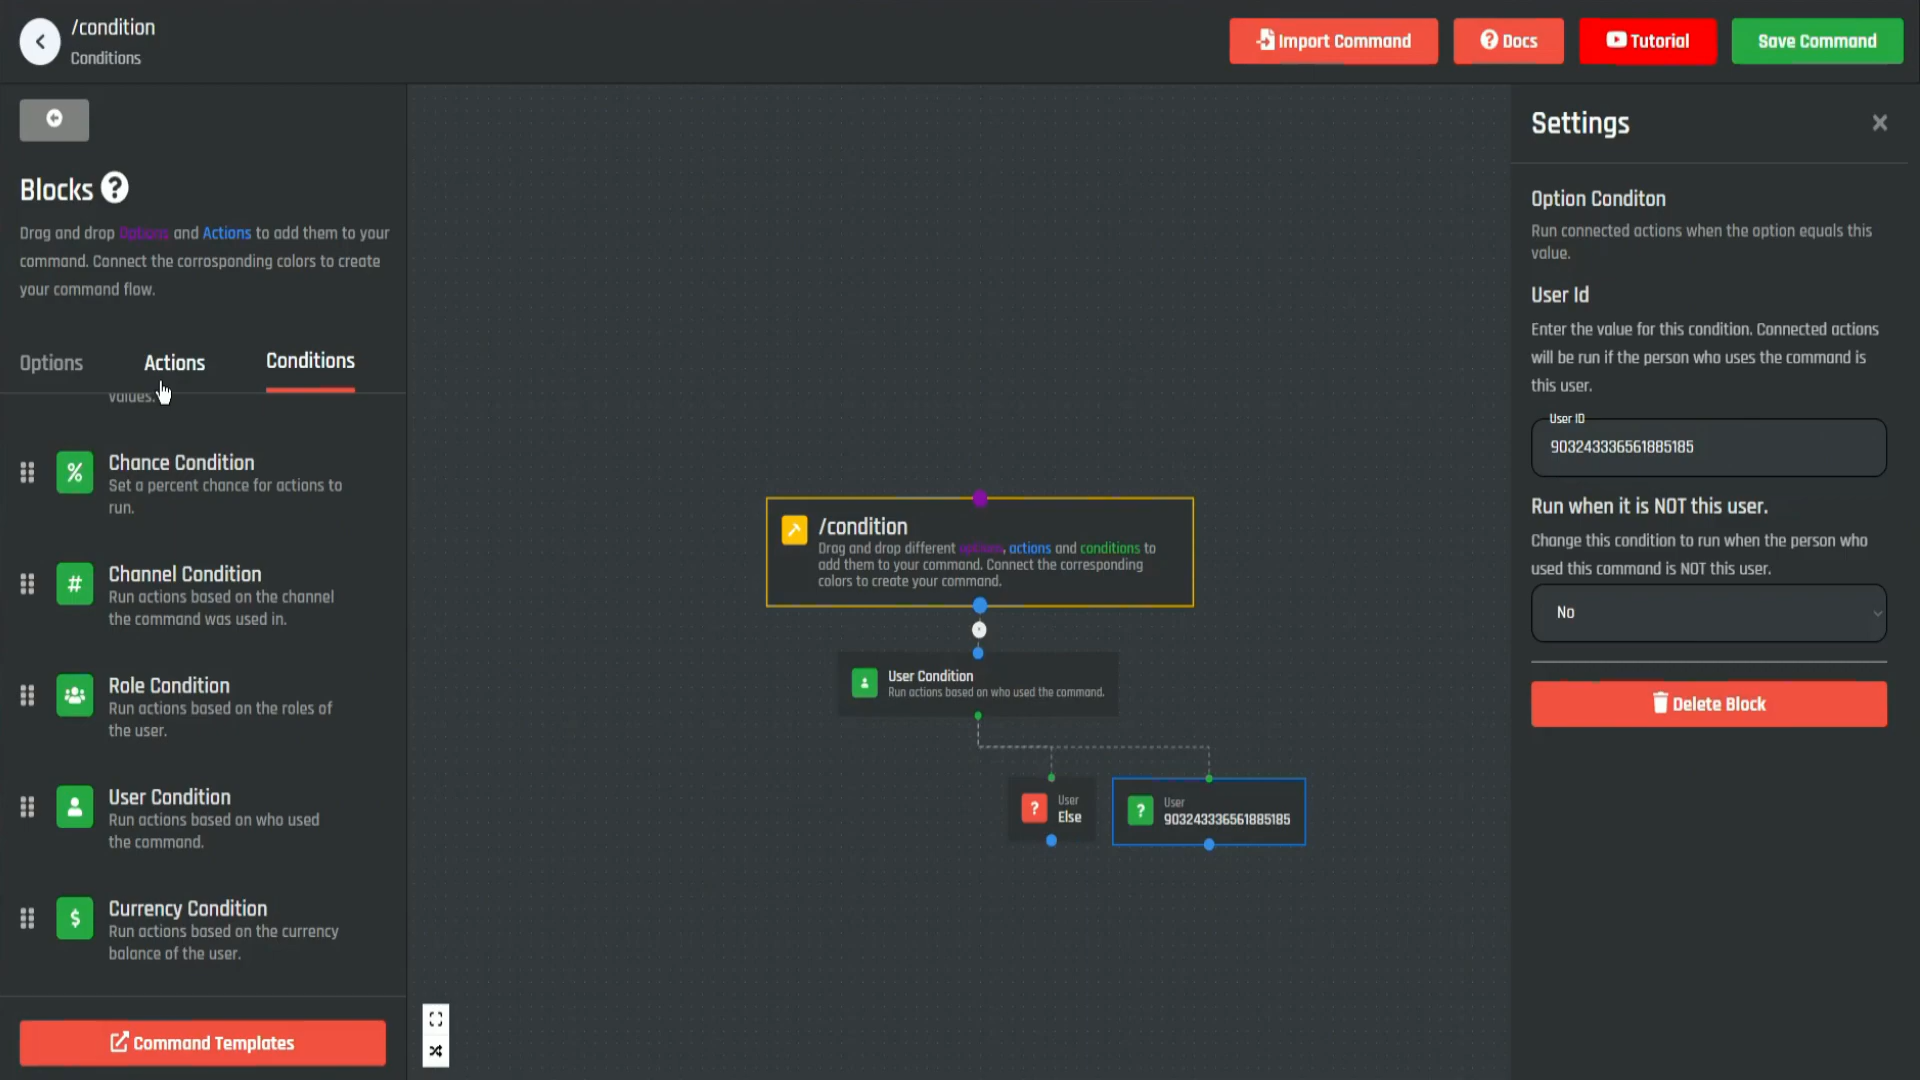 /condition
Conditions
Import Command
Docs
Tutorial
Save Command
Blocks
Drag and drop Options and Actions to add them to your
command. Connect the corrosponding colors to create
your command flow.
Options
Actions
Conditions
values.
Chance Condition
Set a percent chance for actions to
run.
Channel Condition
Run actions based on the channel
the command was used in.
Role Condition
Run actions based on the roles of
the user.
User Condition
Run actions based on who used
the command.
Currency Condition
Run actions based on the currency
balance of the user.
Command Templates
/condition
Drag and drop different options, actions and conditions to
add them to your command. Connect the corresponding
colors to create your command.
User Condition
Run actions based on who used the command.
User
Else
User
903243336561885185
Settings
Option Conditon
Run connected actions when the option equals this
value.
User Id
Enter the value for this condition. Connected actions
will be run if the person who uses the command is
this user.
User ID
903243336561885185
Run when it is NOT this user.
Change this condition to run when the person who
used this command is NOT this user.
No
Delete Block